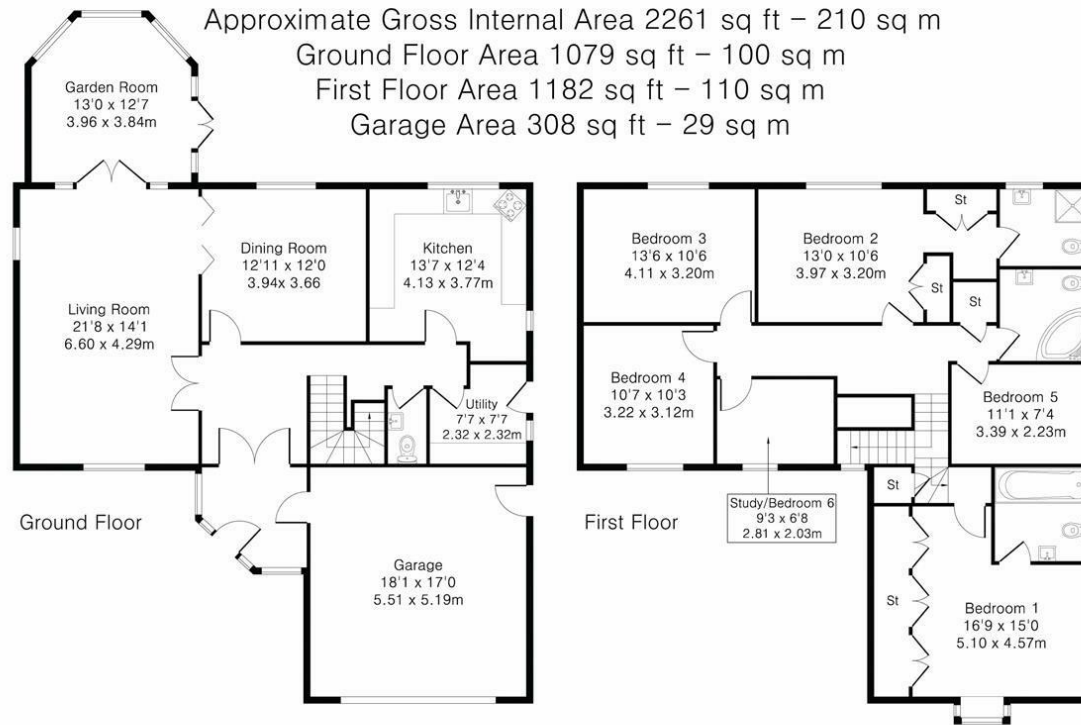 Approximate Gross Internal Area 2261 sq ft – 210 sq m
Ground Floor Area 1079 sq ft – 100 sq m
First Floor Area 1182 sq ft – 110 sq m
Garage Area 308 sq ft – 29 sq m
Garden Room
13'0 x 12'7
3.96 x 3.84m
Dining Room
12'11 x 12'0
3.94x 3.66
Kitchen
13'7 x 12'4
4.13 x 3.77m
Living Room
21'8 x 14'1
6.60 x 4.29m
Utility
7'7 x 7'7
2.32 x 2.32m
Ground Floor
Garage
18'1 x 17'0
5.51 x 5.19m
Bedroom 3
13'6 x 10'6
4.11 x 3.20m
Bedroom 2
13'0 x 10'6
3.97 x 3.20m
St
St
St
Bedroom 4
10'7 x 10'3
3.22 x 3.12m
Bedroom 5
11'1 x 7'4
3.39 x 2.23m
Study/Bedroom 6
9'3 x 6'8
2.81 x 2.03m
First Floor
St
St
Bedroom 1
16'9 x 15'0
5.10 x 4.57m